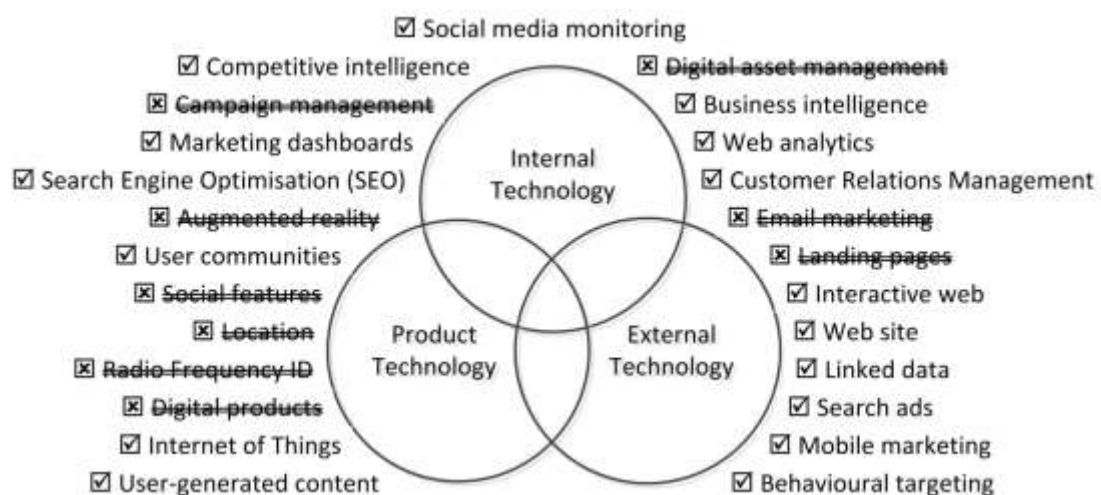 ☑ Social media monitoring
☑ Competitive intelligence
☒ Digital asset management
☒ Campaign management
☑ Business intelligence
☑ Marketing dashboards
☑ Web analytics
Internal
Technology
☑ Search Engine Optimisation (SEO)
☑ Customer Relations Management
☒ Augmented reality
☒ Email marketing
☑ User communities
☒ Landing pages
☒ Social features
☑ Interactive web
☒ Location
☑ Web site
Product
Technology
External
Technology
☒ Radio Frequency ID
☑ Linked data
☒ Digital products
☑ Search ads
☑ Internet of Things
☑ Mobile marketing
☑ User-generated content
☑ Behavioural targeting